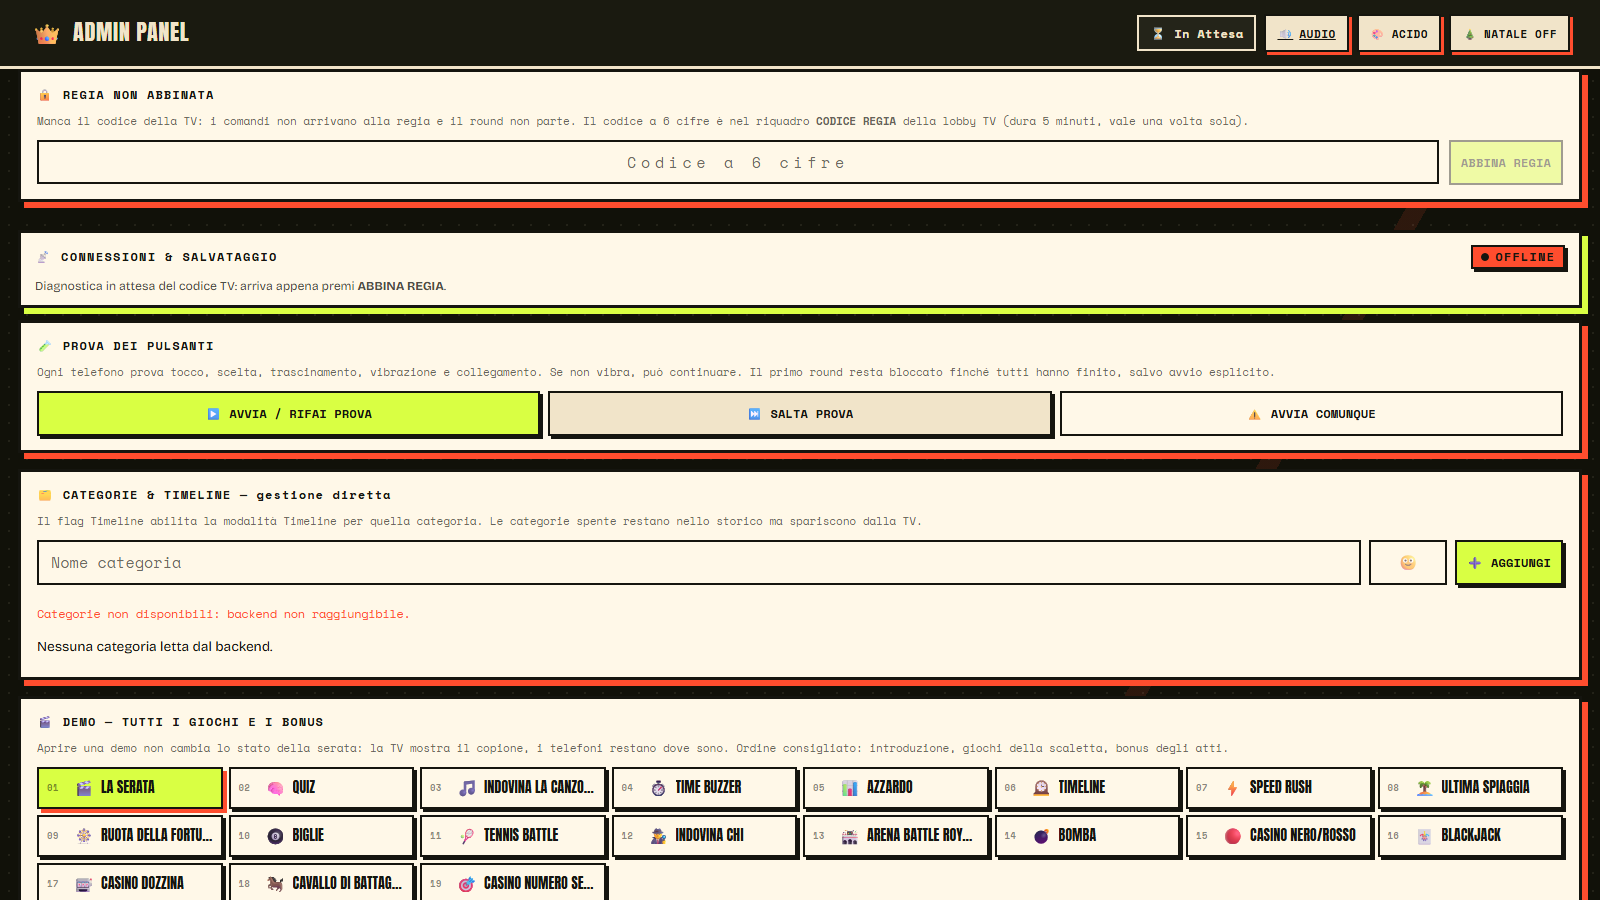 ADMIN PANEL
In Attesa
AUDIO
ACIDO
NATALE OFF
REGIA NON ABBINATA
Manca il codice della TV: i comandi non arrivano alla regia e il round non parte. Il codice a 6 cifre è nel riquadro CODICE REGIA della lobby TV (dura 5 minuti, vale una volta sola).
Codice a 6 cifre
ABBINA REGIA
CONNESSIONI & SALVATAGGIO
OFFLINE
Diagnostica in attesa del codice TV: arriva appena premi ABBINA REGIA.
PROVA DEI PULSANTI
Ogni telefono prova tocco, scelta, trascinamento, vibrazione e collegamento. Se non vibra, può continuare. Il primo round resta bloccato finché tutti hanno finito, salvo avvio esplicito.
AVVIA / RIFAI PROVA
SALTA PROVA
AVVIA COMUNQUE
CATEGORIE & TIMELINE — gestione diretta
Il flag Timeline abilita la modalità Timeline per quella categoria. Le categorie spente restano nello storico ma spariscono dalla TV.
Nome categoria
AGGIUNGI
Categorie non disponibili: backend non raggiungibile.
Nessuna categoria letta dal backend.
DEMO — TUTTI I GIOCHI E I BONUS
Aprire una demo non cambia lo stato della serata: la TV mostra il copione, i telefoni restano dove sono. Ordine consigliato: introduzione, giochi della scaletta, bonus degli atti.
01 LA SERATA
02 QUIZ
03 INDOVINA LA CANZO...
04 TIME BUZZER
05 AZZARDO
06 TIMELINE
07 SPEED RUSH
08 ULTIMA SPIAGGIA
09 RUOTA DELLA FORTU...
10 BIGLIE
11 TENNIS BATTLE
12 INDOVINA CHI
13 ARENA BATTLE ROY...
14 BOMBA
15 CASINO NERO/ROSSO
16 BLACKJACK
17 CASINO DOZZINA
18 CAVALLO DI BATTAG...
19 CASINO NUMERO SE...